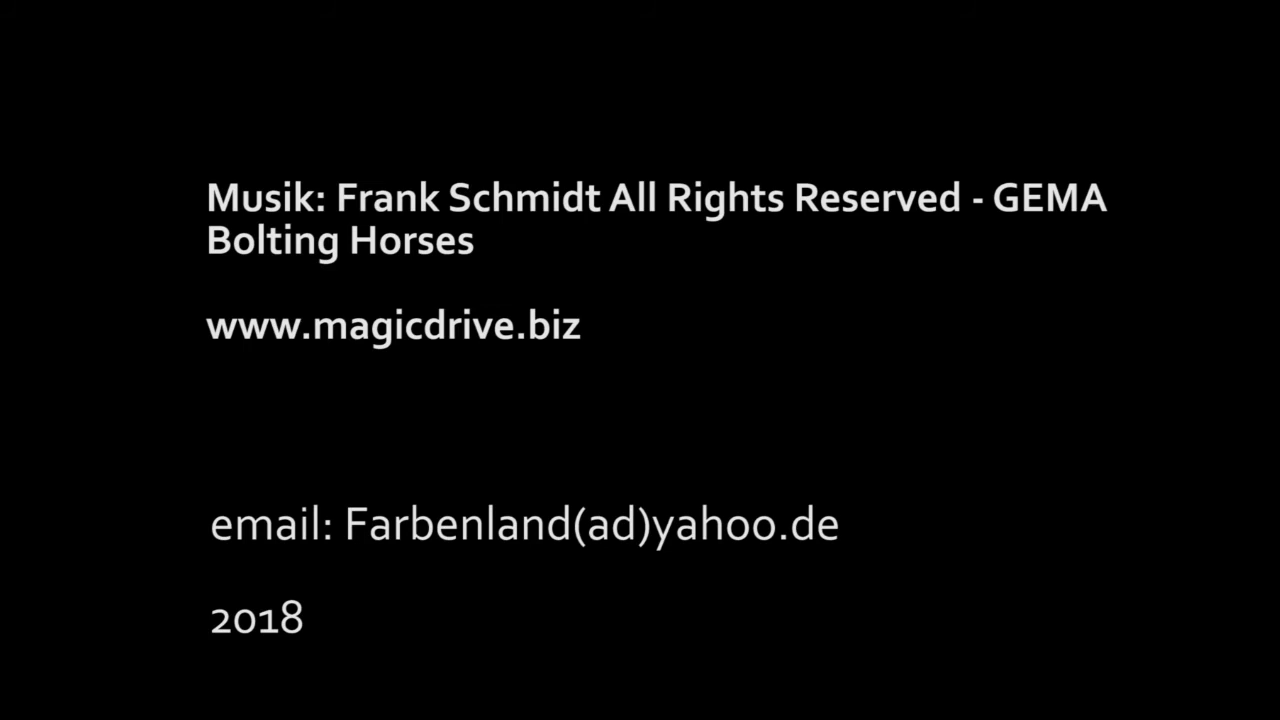 Musik: Frank Schmidt All Rights Reserved - GEMA
Bolting Horses
www.magicdrive.biz
email: Farbenland(ad)yahoo.de
2018